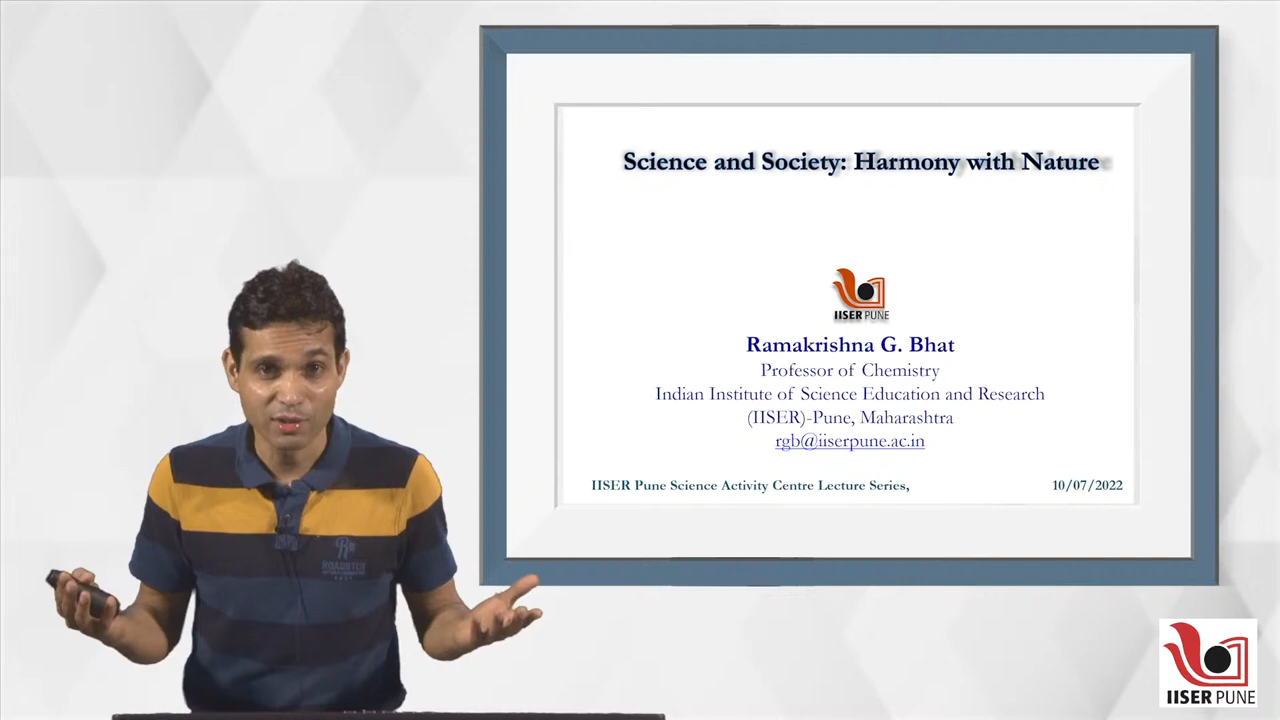 Science and Society: Harmony with Nature
IISER PUNE
Ramakrishna G. Bhat
Professor of Chemistry
Indian Institute of Science Education and Research
(IISER)-Pune, Maharashtra
rgb@iiserpune.ac.in
IISER Pune Science Activity Centre Lecture Series, 10/07/2022
ROADSTER
IISER PUNE